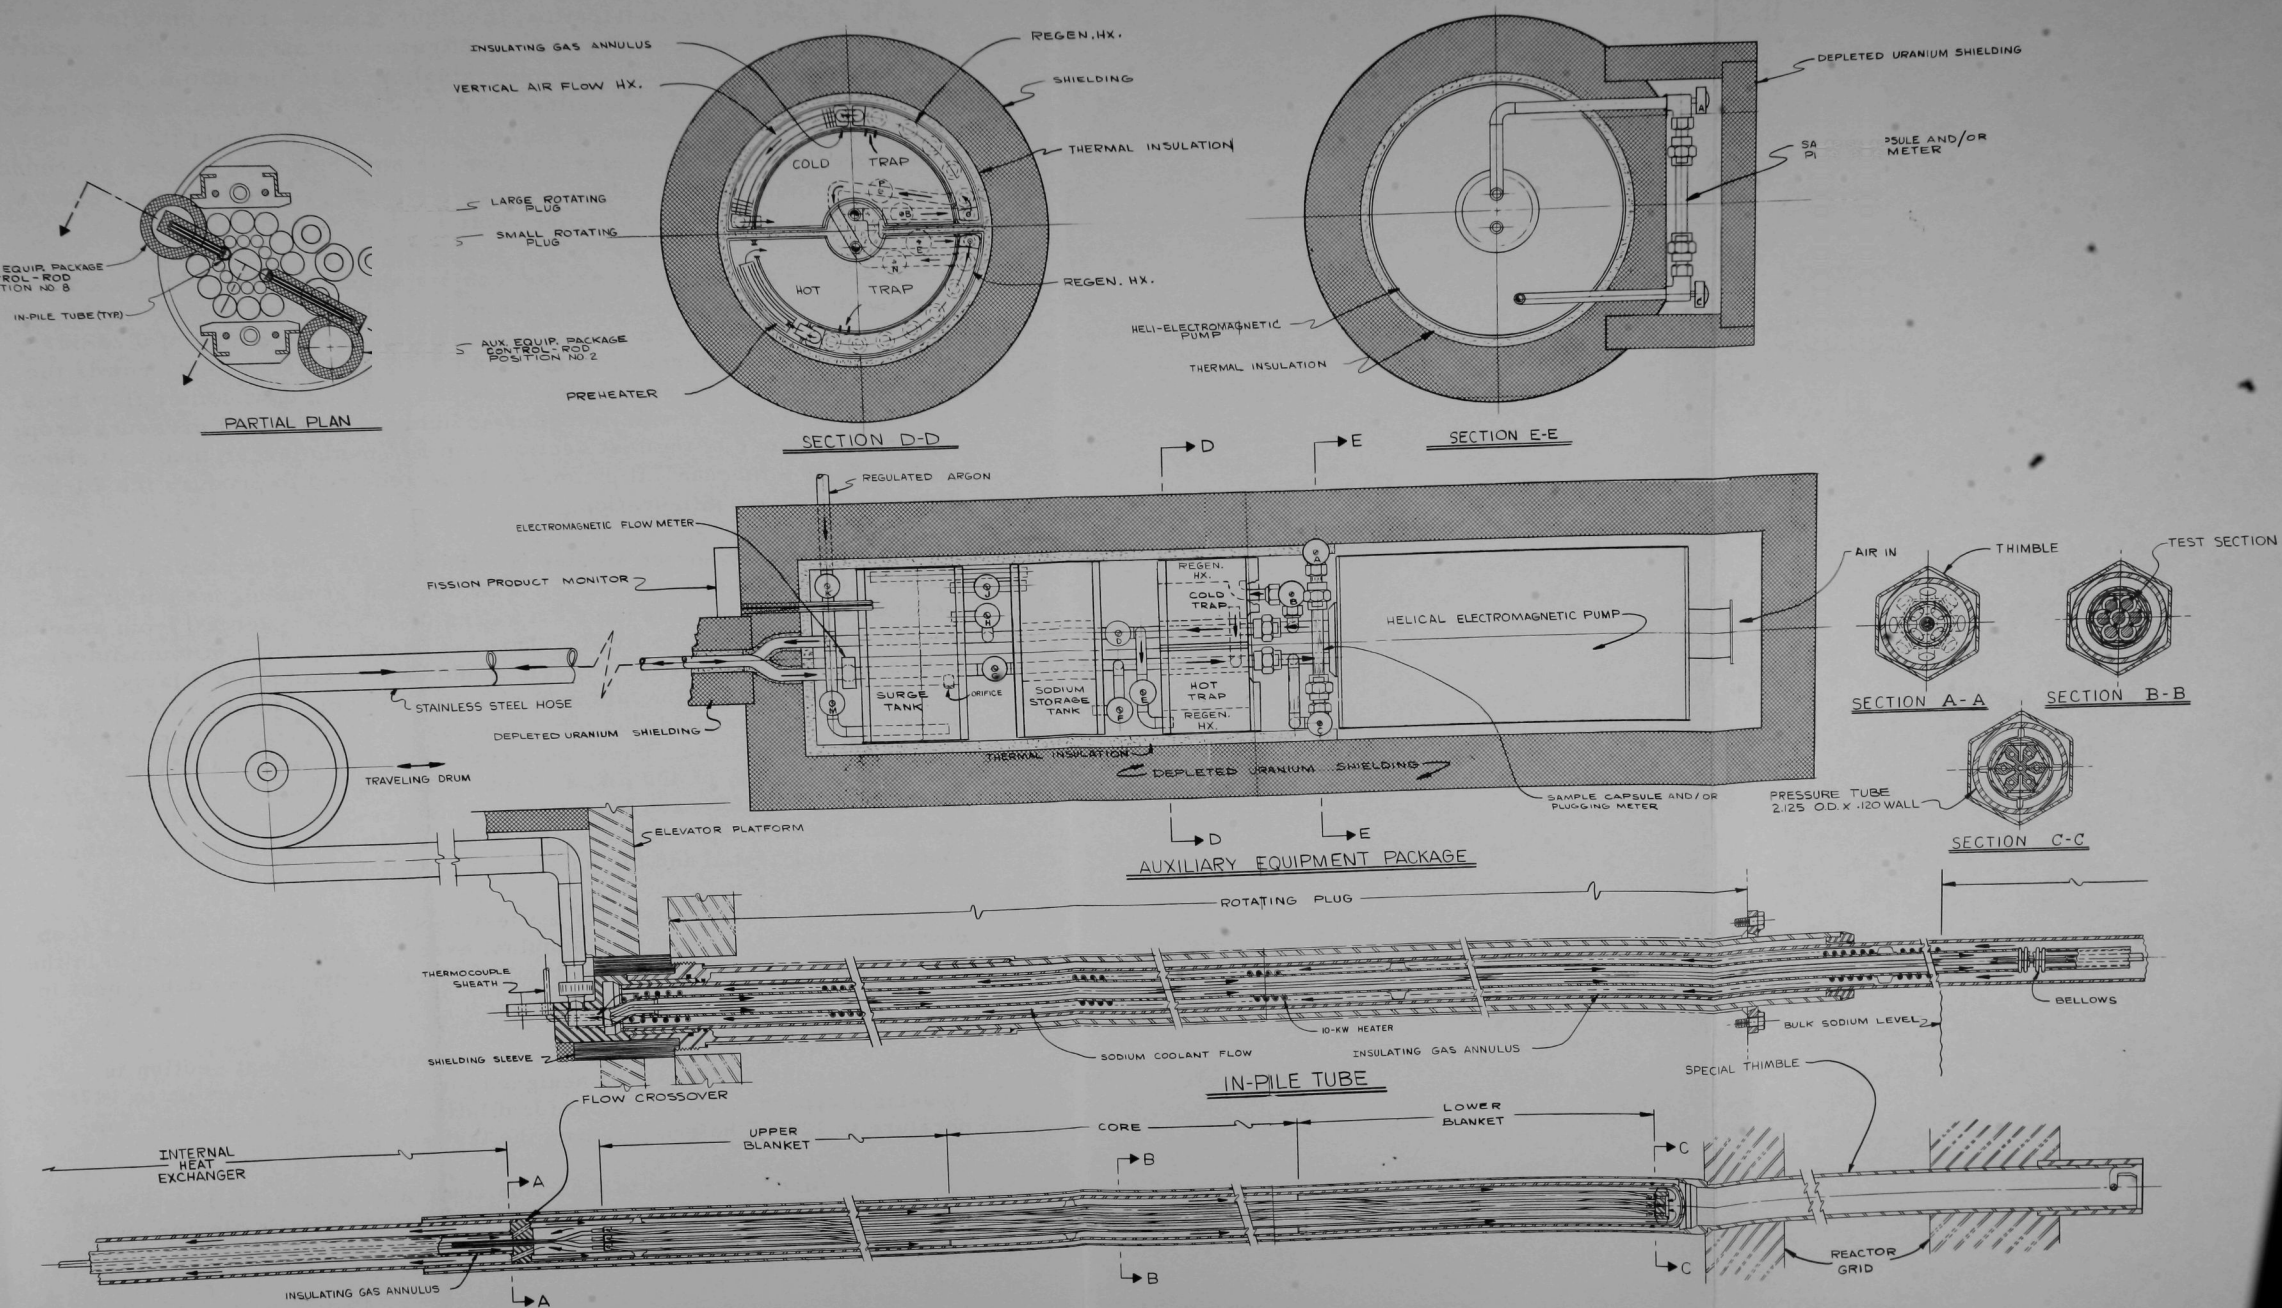 INSULATING GAS ANNULUS
VERTICAL AIR FLOW HX.
REGEN. HX.
SHIELDING
THERMAL INSULATION
COLD TRAP
HOT TRAP
REGEN. HX.
PREHEATER
SECTION D-D
LARGE ROTATING
PLUG
SMALL ROTATING
PLUG
EQUIP. PACKAGE
ROL-ROD
TION NO. 8
IN-PILE TUBE (TYP.)
AUX. EQUIP. PACKAGE
CONTROL-ROD
POSITION NO. 2
PARTIAL PLAN
DEPLETED URANIUM SHIELDING
SA PSULE AND/OR
PI METER
HELI-ELECTROMAGNETIC
PUMP
THERMAL INSULATION
A
C
SECTION E-E
D
E
REGULATED ARGON
ELECTROMAGNETIC FLOW METER
FISSION PRODUCT MONITOR
STAINLESS STEEL HOSE
DEPLETED URANIUM SHIELDING
TRAVELING DRUM
SURGE
TANK
ORIFICE
SODIUM
STORAGE
TANK
REGEN.
HX.
COLD
TRAP
HOT
TRAP
REGEN.
HX.
K
J
H
G
M
D
E
F
A
B
C
HELICAL ELECTROMAGNETIC PUMP
AIR IN
THERMAL INSULATION
DEPLETED URANIUM SHIELDING
SAMPLE CAPSULE AND/OR
PLUGGING METER
D
E
AUXILIARY EQUIPMENT PACKAGE
THIMBLE
TEST SECTION
SECTION A-A
SECTION B-B
PRESSURE TUBE
2.125 O.D. X .120 WALL
SECTION C-C
ELEVATOR PLATFORM
ROTATING PLUG
THERMOCOUPLE
SHEATH
SHIELDING SLEEVE
10-KW HEATER
SODIUM COOLANT FLOW
INSULATING GAS ANNULUS
BULK SODIUM LEVEL
BELLOWS
IN-PILE TUBE
SPECIAL THIMBLE
FLOW CROSSOVER
INTERNAL
HEAT
EXCHANGER
UPPER
BLANKET
CORE
LOWER
BLANKET
A
B
C
INSULATING GAS ANNULUS
A
B
C
REACTOR
GRID